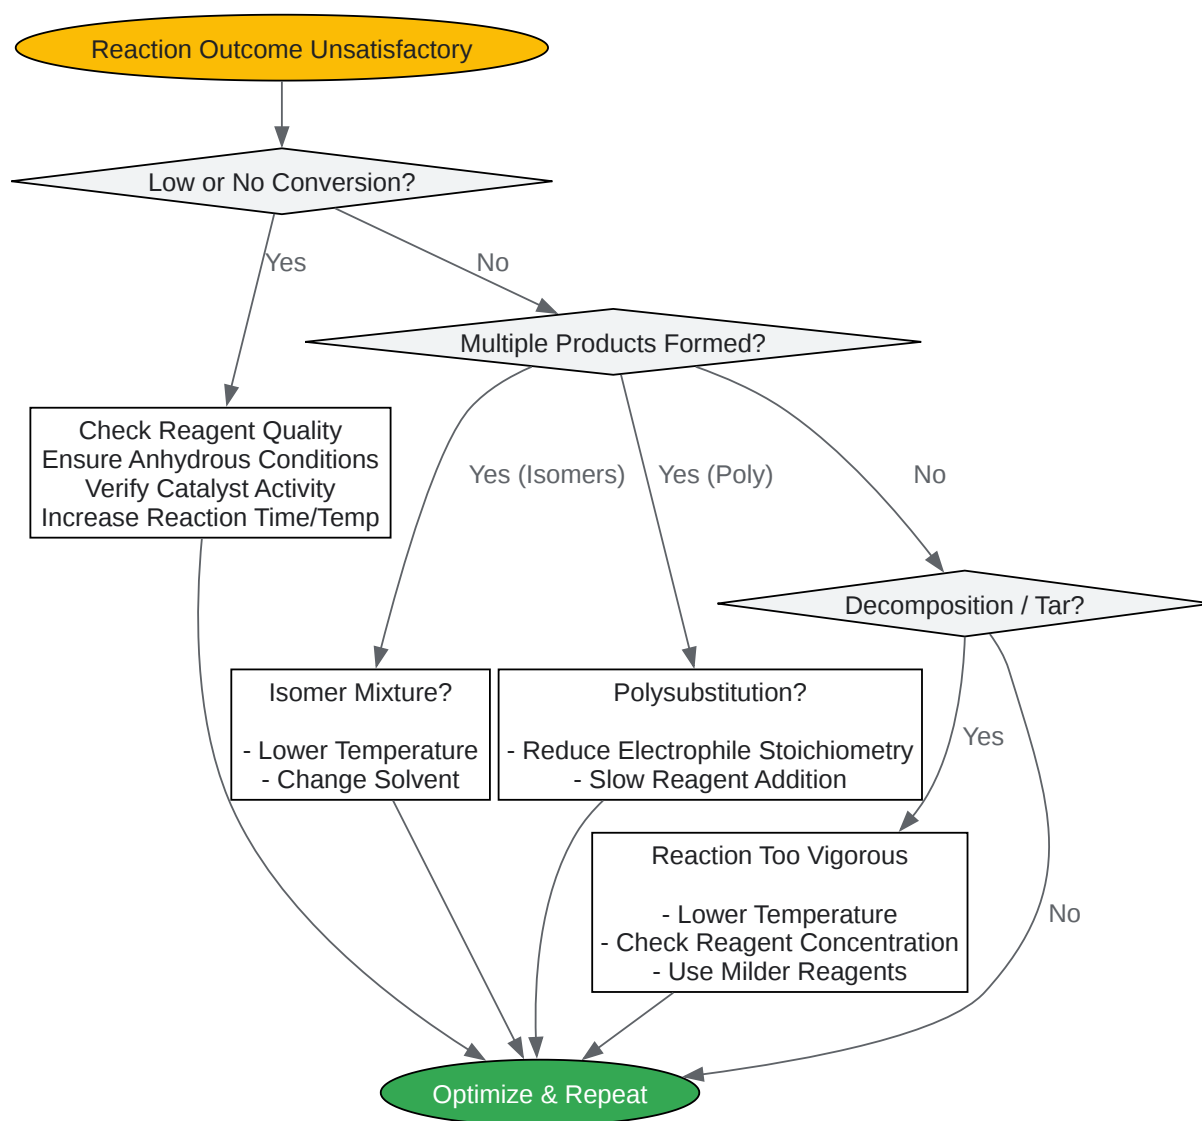 Reaction Outcome Unsatisfactory
Low or No Conversion?
Yes
No
Multiple Products Formed?
Check Reagent Quality
Ensure Anhydrous Conditions
Verify Catalyst Activity
Increase Reaction Time/Temp
Yes (Isomers)
Yes (Poly)
No
Decomposition / Tar?
Isomer Mixture?
- Lower Temperature
- Change Solvent
Polysubstitution?
- Reduce Electrophile Stoichiometry
- Slow Reagent Addition
Yes
Reaction Too Vigorous
- Lower Temperature
- Check Reagent Concentration
- Use Milder Reagents
No
Optimize & Repeat